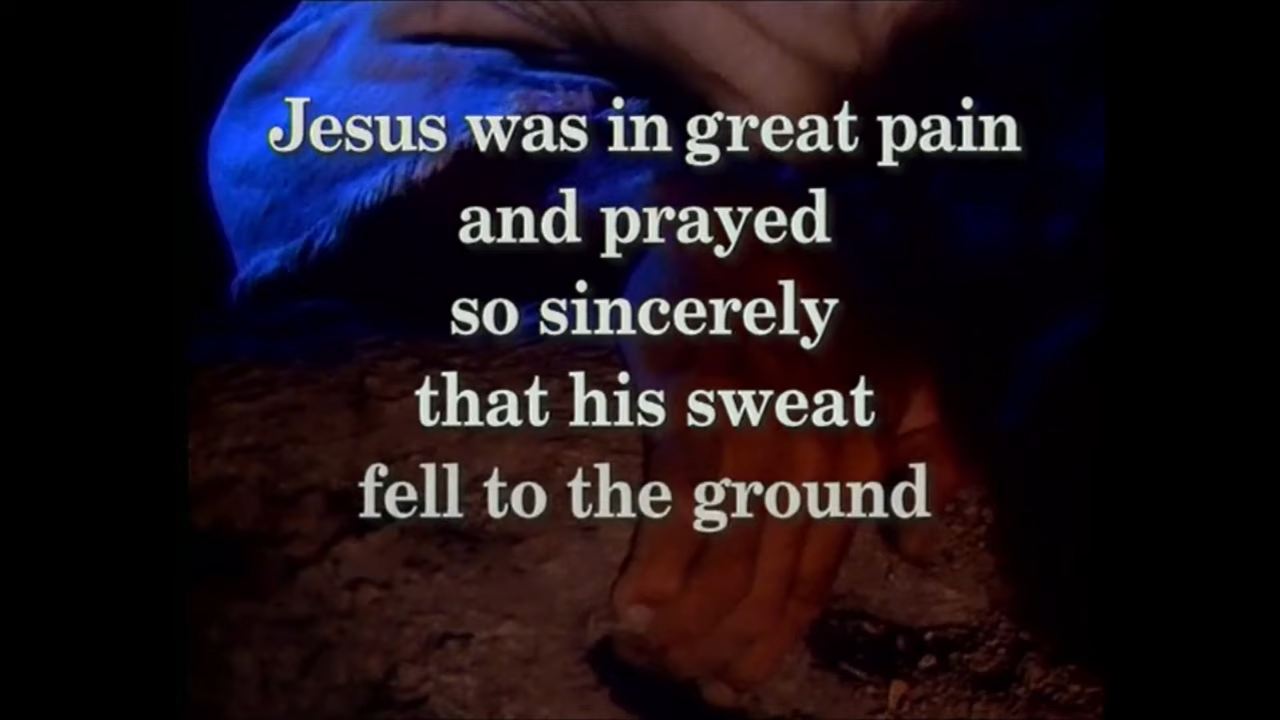 Jesus was in great pain
and prayed
so sincerely
that his sweat
fell to the ground